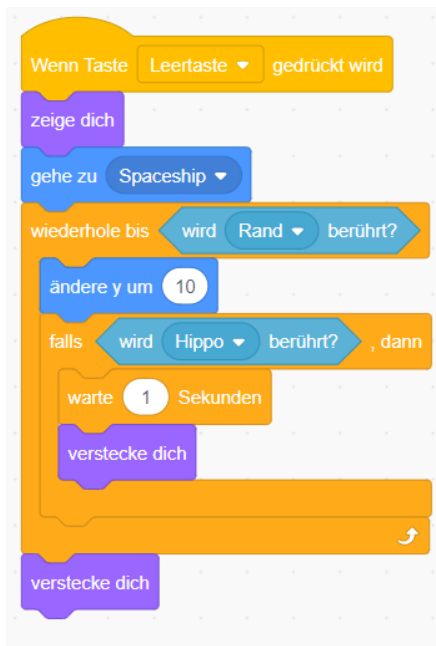 Wenn Taste Leertaste gedrückt wird
zeige dich
gehe zu Spaceship
wiederhole bis wird Rand berührt?
ändere y um 10
falls wird Hippo berührt? , dann
warte 1 Sekunden
verstecke dich
verstecke dich